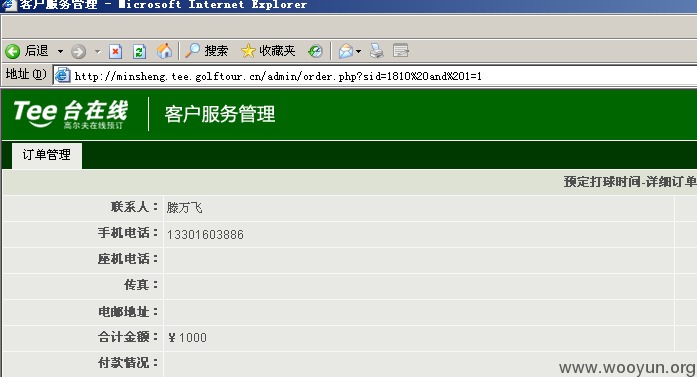 客户服务管理 - Microsoft Internet Explorer
后退 搜索 收藏夹
地址(D) http://minsheng.tee.golftour.cn/admin/order.php?sid=1810%20and%201=1
Tee 台在线 高尔夫在线预订 客户服务管理
订单管理
预定打球时间-详细订单
联系人： 滕万飞
手机电话： 13301603886
座机电话：
传真：
电邮地址：
合计金额： ￥1000
付款情况：
www.wooyun.org